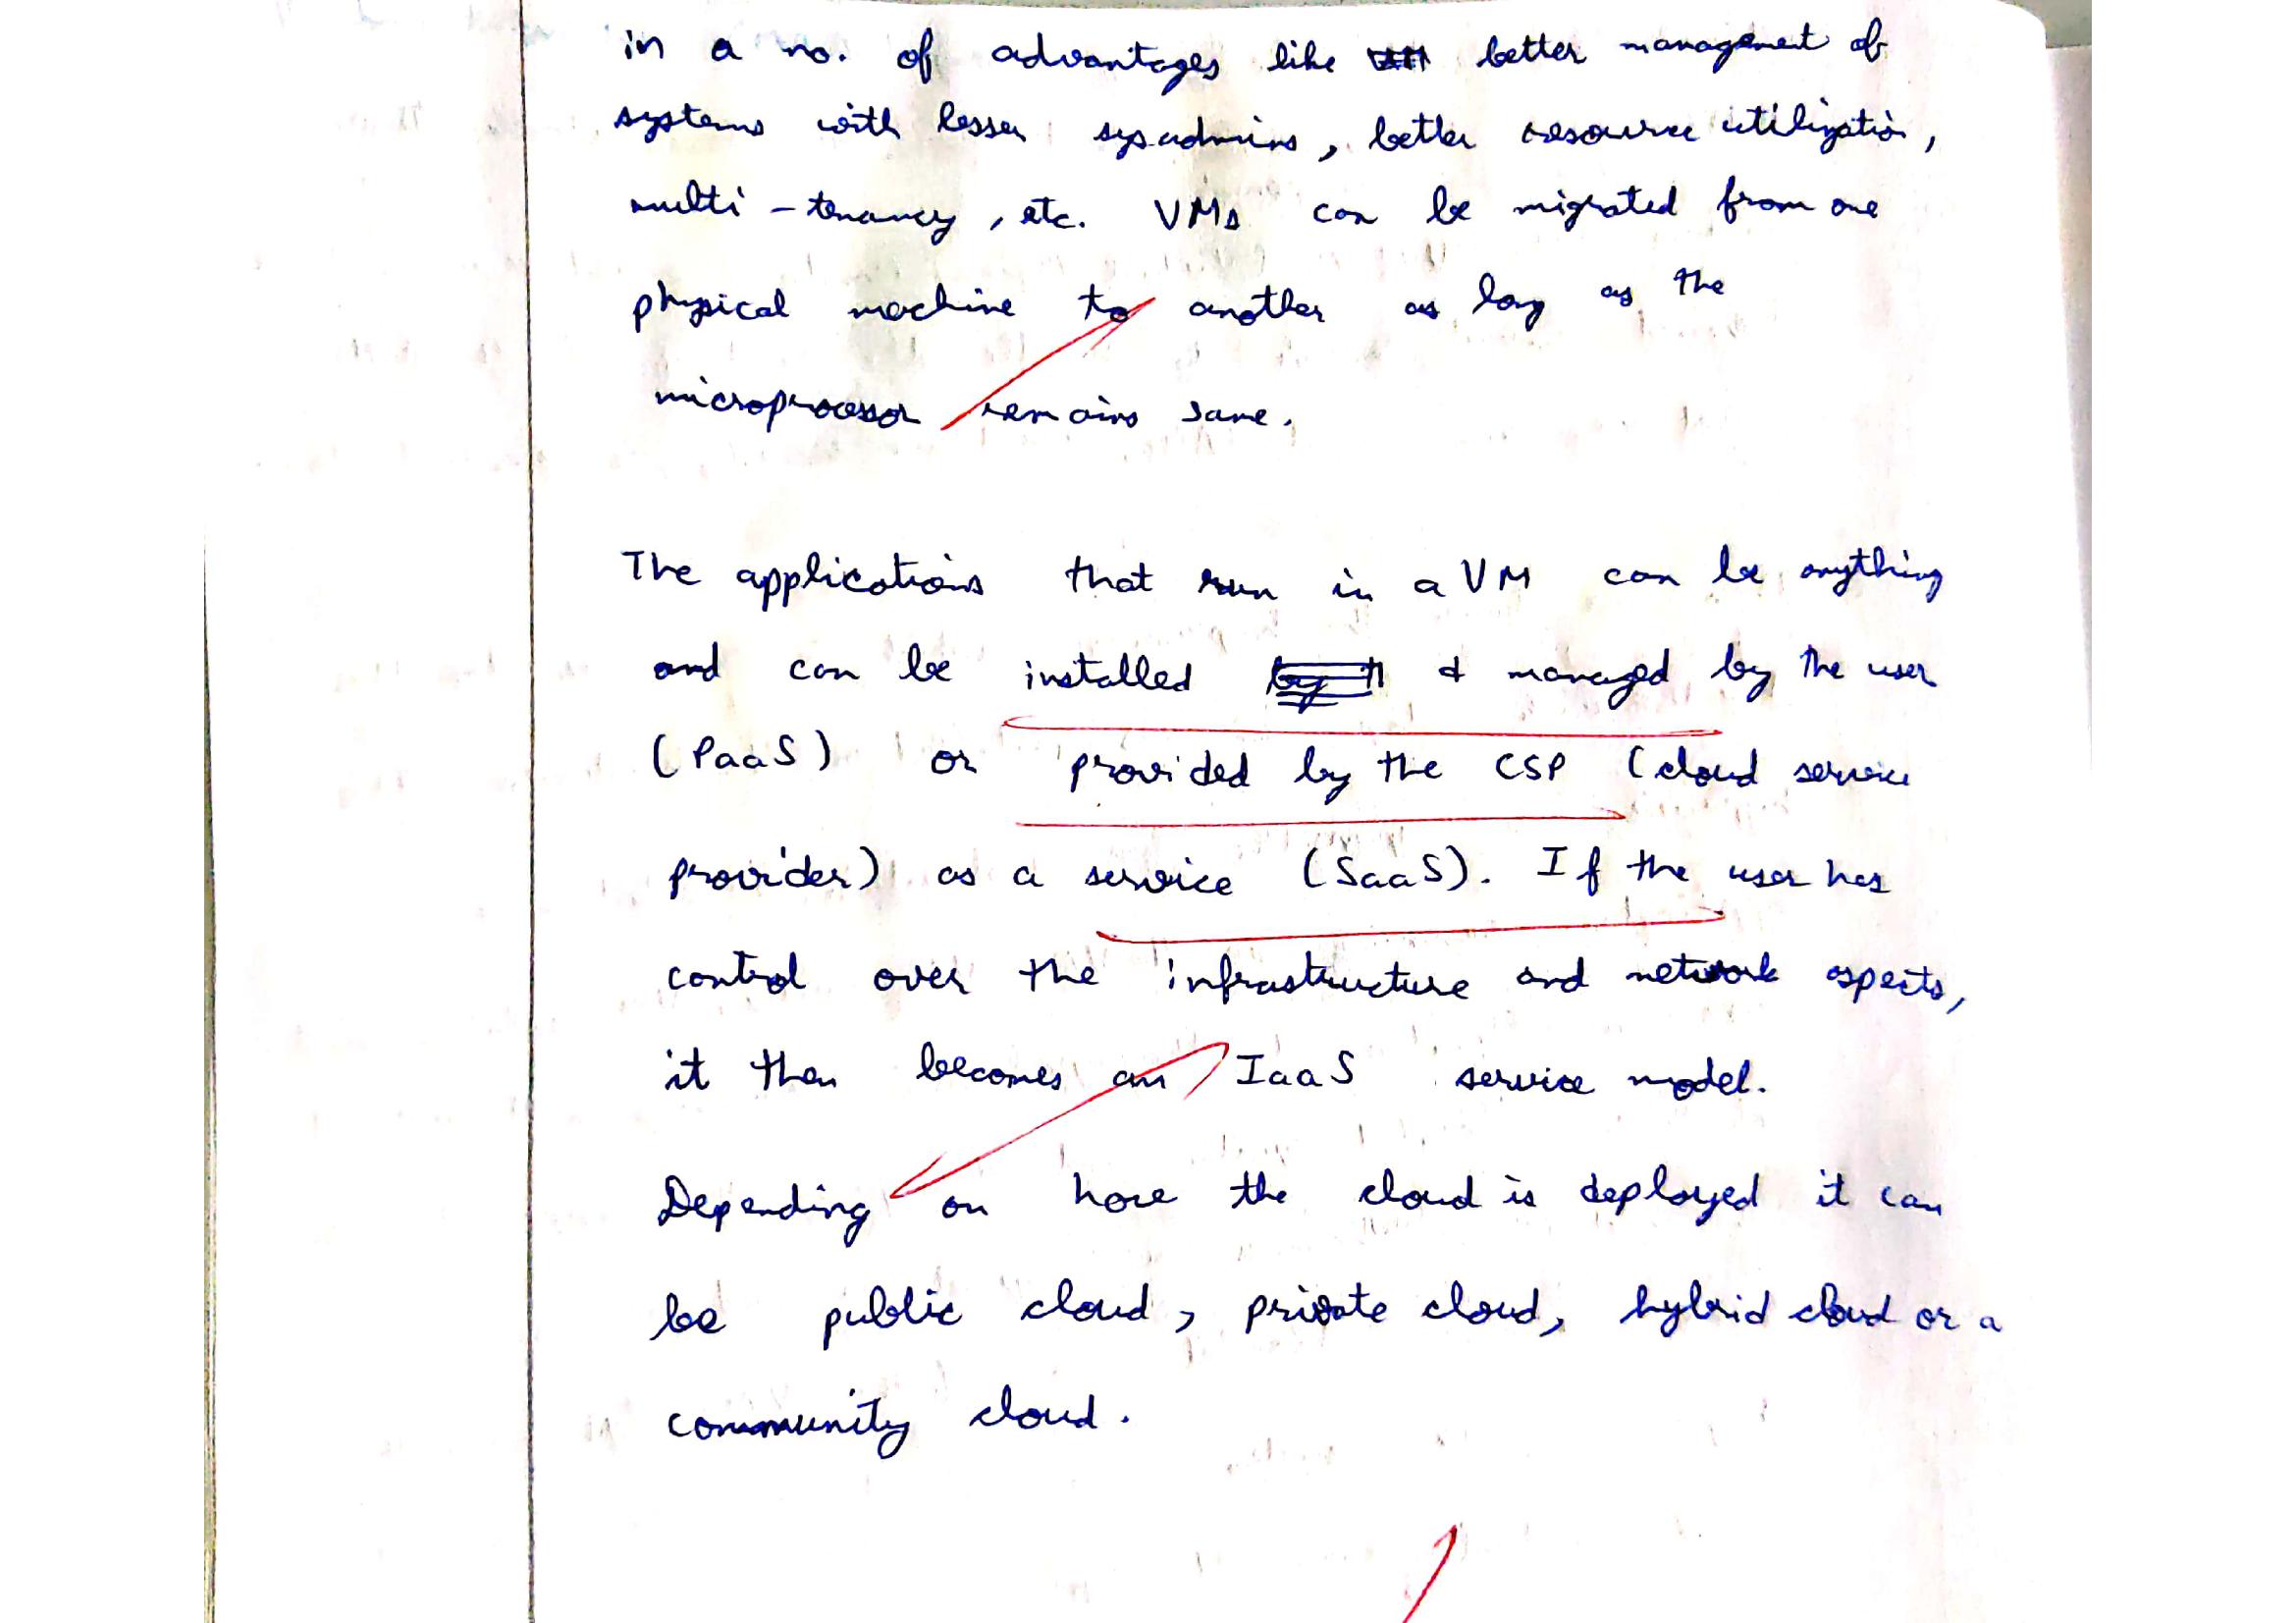 in a no. of advantages like better management of
systems with lesser sysadmins, better resource utilization,
multi-tenancy, etc. VMs can be migrated from one
physical machine to another as long as the
microprocessor remains same.
The applications that run in a VM can be anything
and can be installed & managed by the user
(PaaS) or provided by the CSP (cloud service
provider) as a service (SaaS). If the user has
control over the infrastructure and network aspects,
it then becomes an IaaS service model.
Depending on how the cloud is deployed it can
be public cloud, private cloud, hybrid cloud or a
community cloud.